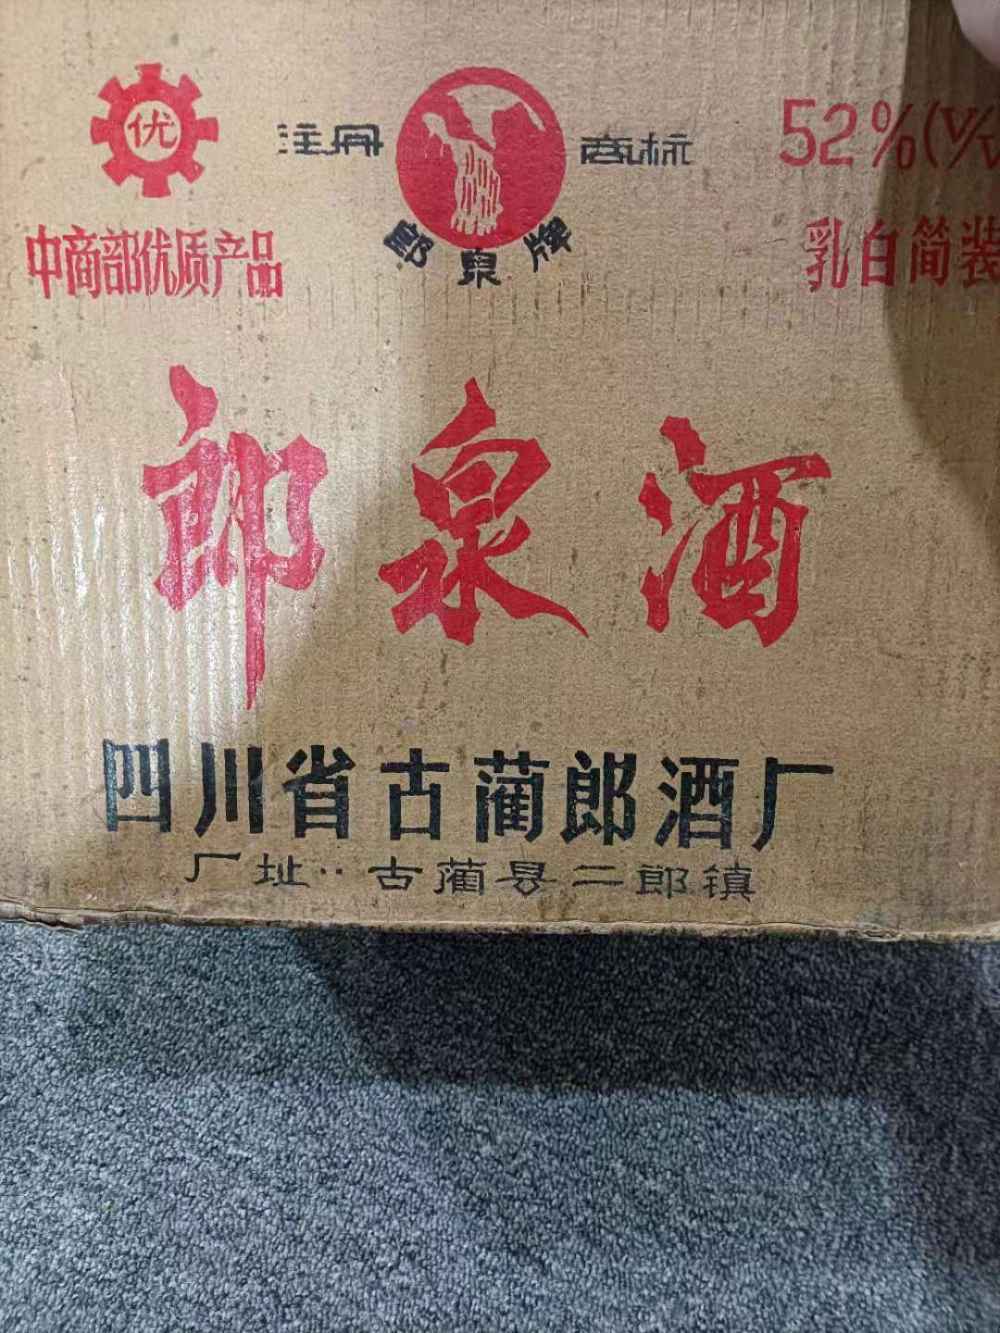 优
注册 商标
52%(V/V
中商部优质产品
郎泉牌
乳白简装
郎泉酒
四川省古蔺郎酒厂
厂址:古蔺县二郎镇